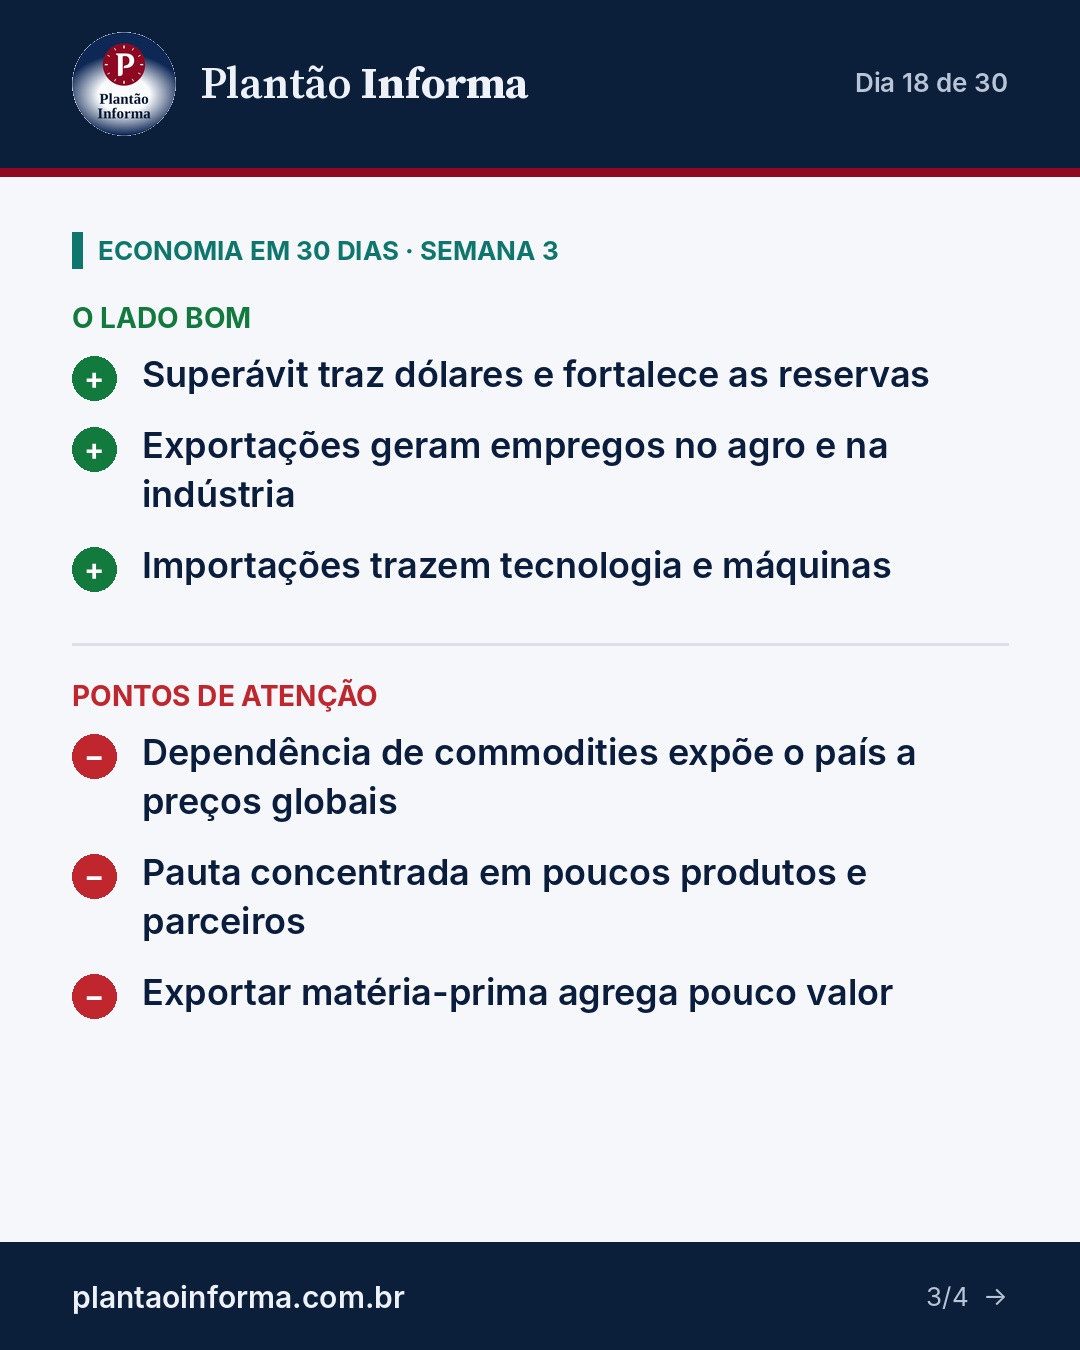 P
Plantão
Informa
Plantão Informa
Dia 18 de 30
ECONOMIA EM 30 DIAS · SEMANA 3
O LADO BOM
+ Superávit traz dólares e fortalece as reservas
+ Exportações geram empregos no agro e na
indústria
+ Importações trazem tecnologia e máquinas
PONTOS DE ATENÇÃO
– Dependência de commodities expõe o país a
preços globais
– Pauta concentrada em poucos produtos e
parceiros
– Exportar matéria-prima agrega pouco valor
plantaoinforma.com.br
3/4 →